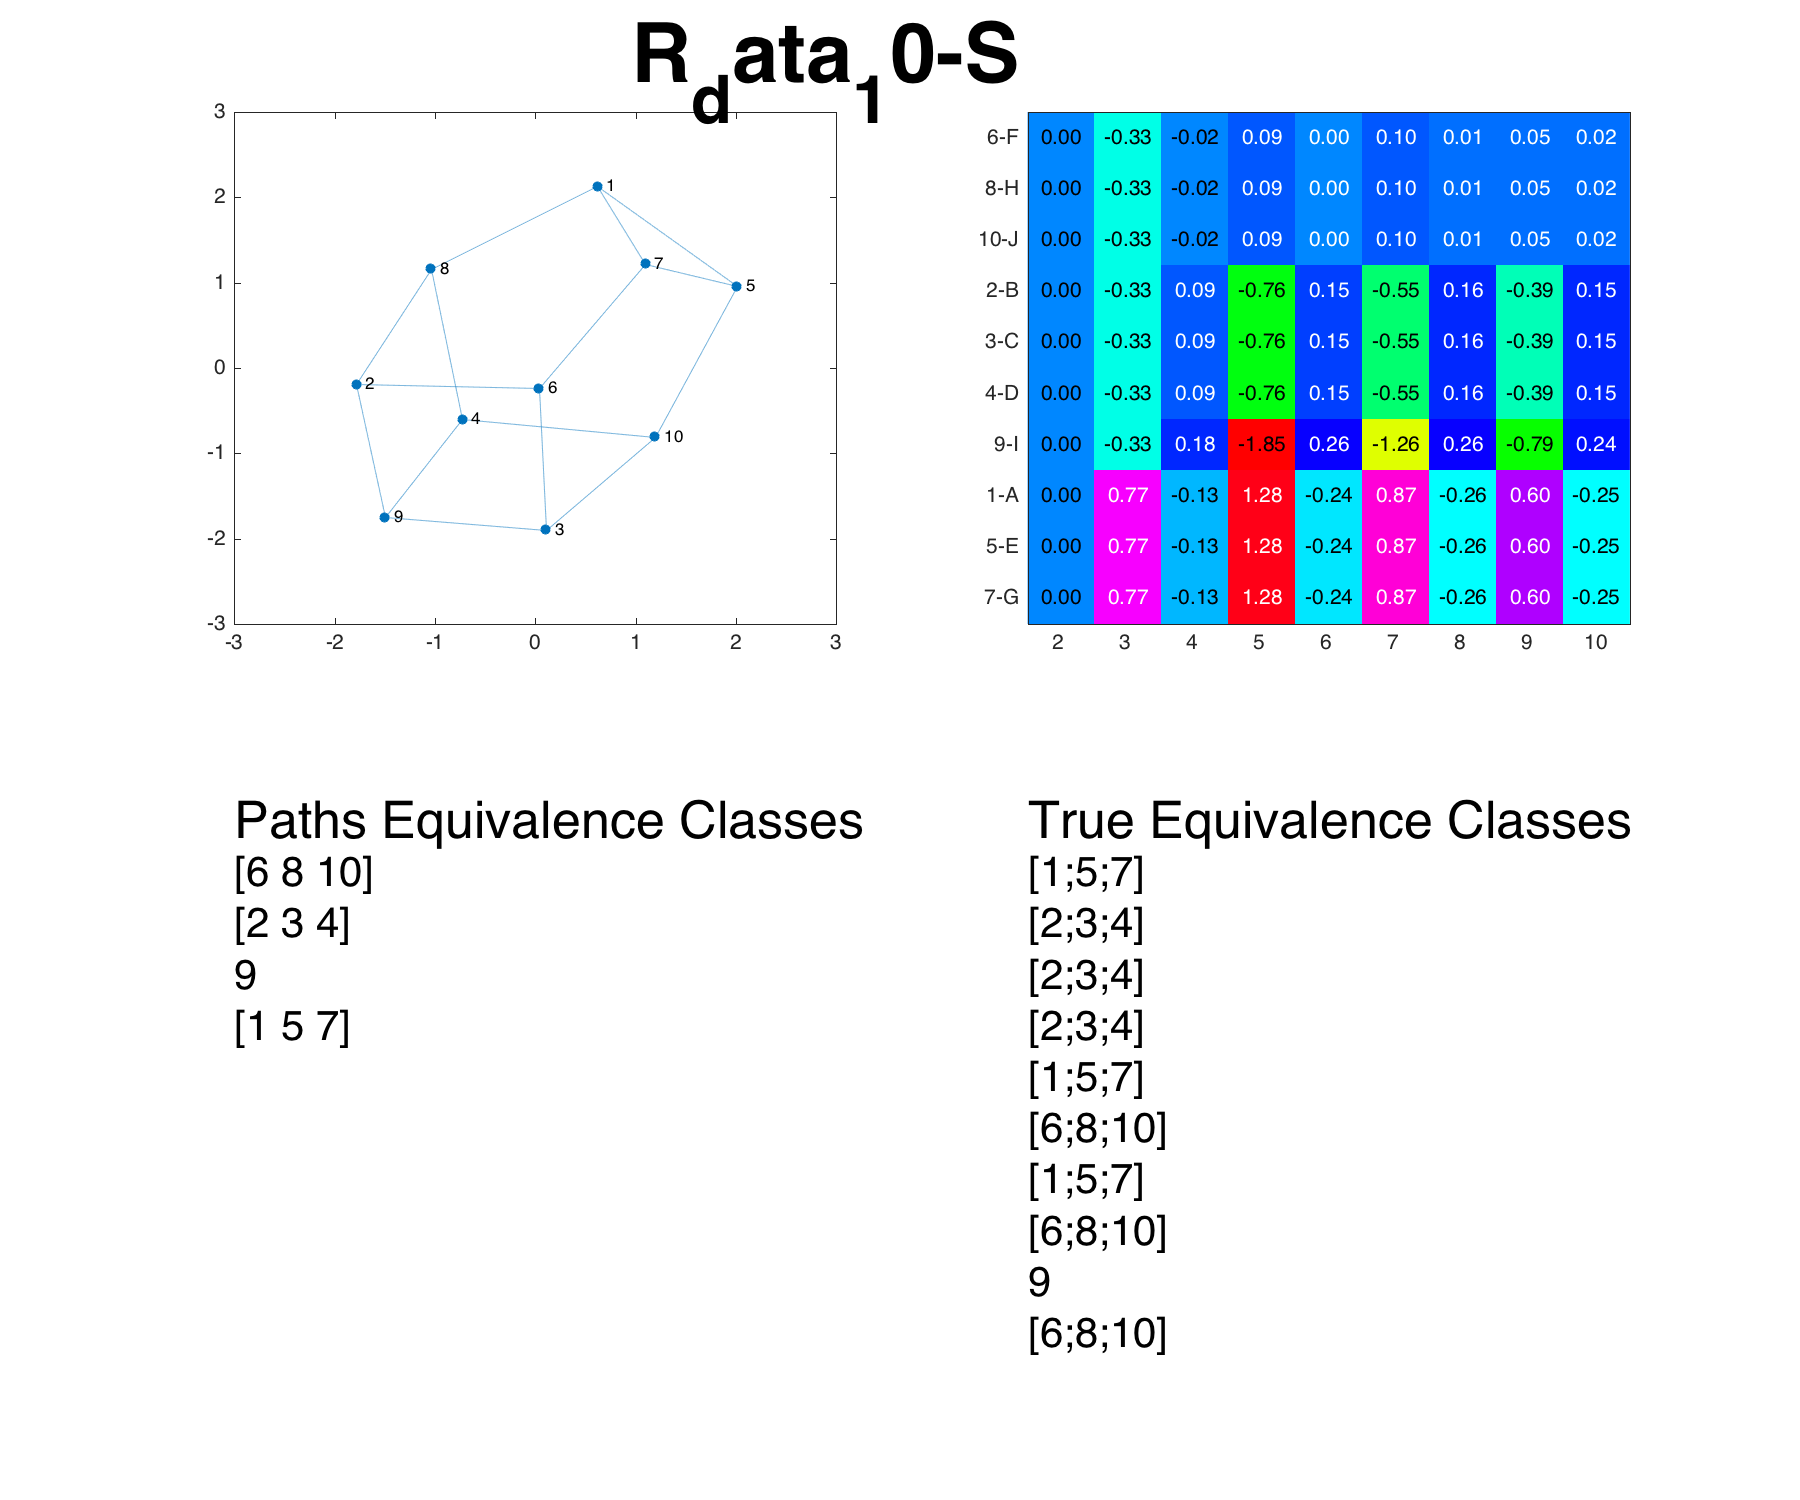 R_data_10-S
3
2
1
0
-1
-2
-3
-3 -2 -1 0 1 2 3
1
7
5
8
2
6
4
10
9
3
6-F 0.00 -0.33 -0.02 0.09 0.00 0.10 0.01 0.05 0.02
8-H 0.00 -0.33 -0.02 0.09 0.00 0.10 0.01 0.05 0.02
10-J 0.00 -0.33 -0.02 0.09 0.00 0.10 0.01 0.05 0.02
2-B 0.00 -0.33 0.09 -0.76 0.15 -0.55 0.16 -0.39 0.15
3-C 0.00 -0.33 0.09 -0.76 0.15 -0.55 0.16 -0.39 0.15
4-D 0.00 -0.33 0.09 -0.76 0.15 -0.55 0.16 -0.39 0.15
9-I 0.00 -0.33 0.18 -1.85 0.26 -1.26 0.26 -0.79 0.24
1-A 0.00 0.77 -0.13 1.28 -0.24 0.87 -0.26 0.60 -0.25
5-E 0.00 0.77 -0.13 1.28 -0.24 0.87 -0.26 0.60 -0.25
7-G 0.00 0.77 -0.13 1.28 -0.24 0.87 -0.26 0.60 -0.25
2 3 4 5 6 7 8 9 10
Paths Equivalence Classes
[6 8 10]
[2 3 4]
9
[1 5 7]
True Equivalence Classes
[1;5;7]
[2;3;4]
[2;3;4]
[2;3;4]
[1;5;7]
[6;8;10]
[1;5;7]
[6;8;10]
9
[6;8;10]